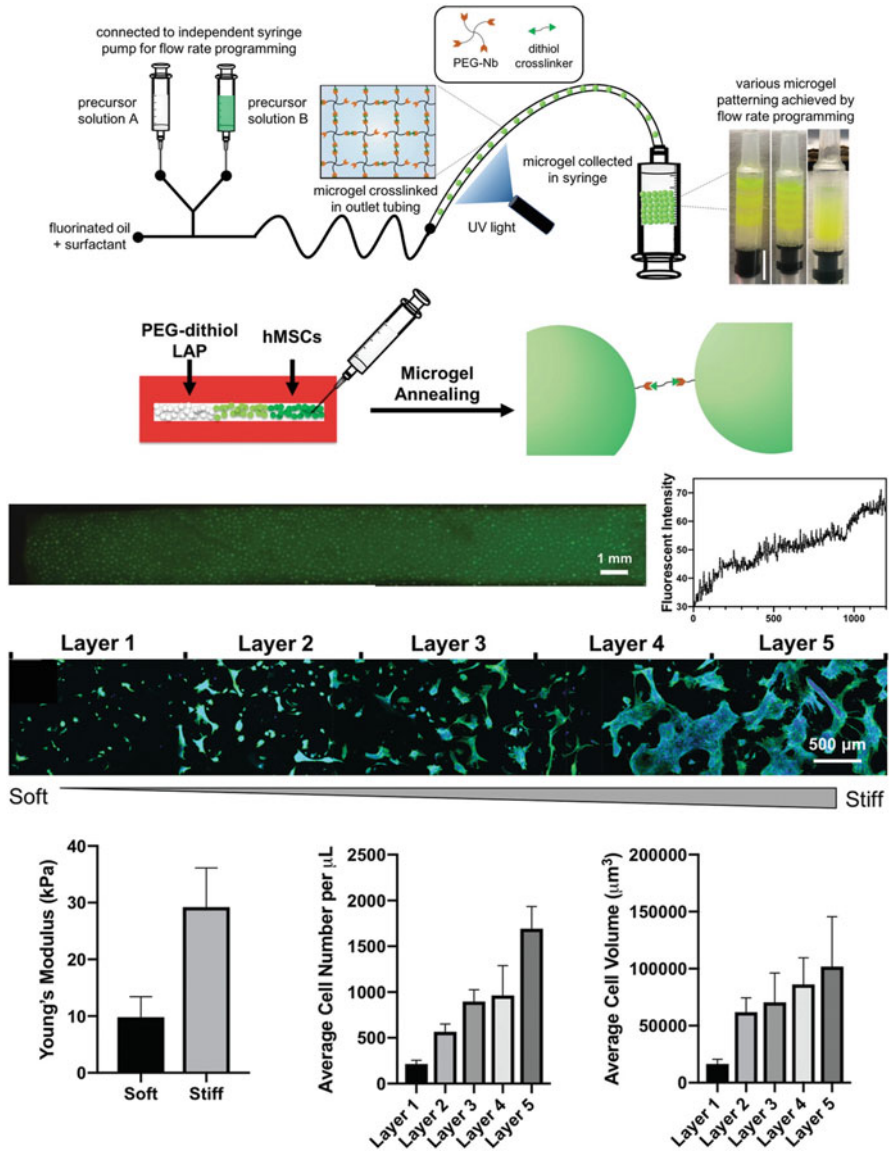 connected to independent syringe
pump for flow rate programming
precursor
solution A
precursor
solution B
fluorinated oil
+ surfactant
PEG-Nb
dithiol
crosslinker
microgel crosslinked
in outlet tubing
UV light
microgel collected
in syringe
various microgel
patterning achieved by
flow rate programming
PEG-dithiol
LAP
hMSCs
Microgel
Annealing
1 mm
Fluorescent Intensity
70
60
50
40
30
0
500
1000
Layer 1
Layer 2
Layer 3
Layer 4
Layer 5
500 μm
Soft
Stiff
Young's Modulus (kPa)
40
30
20
10
0
Soft
Stiff
Average Cell Number per μL
2500
2000
1500
1000
500
0
Layer 1
Layer 2
Layer 3
Layer 4
Layer 5
Average Cell Volume (μm³)
200000
150000
100000
50000
0
Layer 1
Layer 2
Layer 3
Layer 4
Layer 5